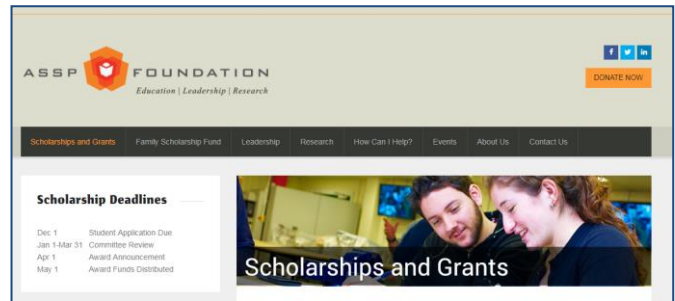 ASSP FOUNDATION
Education | Leadership | Research
f in
DONATE NOW
Scholarships and Grants Family Scholarship Fund Leadership Research How Can I Help? Events About Us Contact Us
Scholarship Deadlines
Dec 1 Student Application Due
Jan 1-Mar 31 Committee Review
Apr 1 Award Announcement
May 1 Award Funds Distributed
Scholarships and Grants